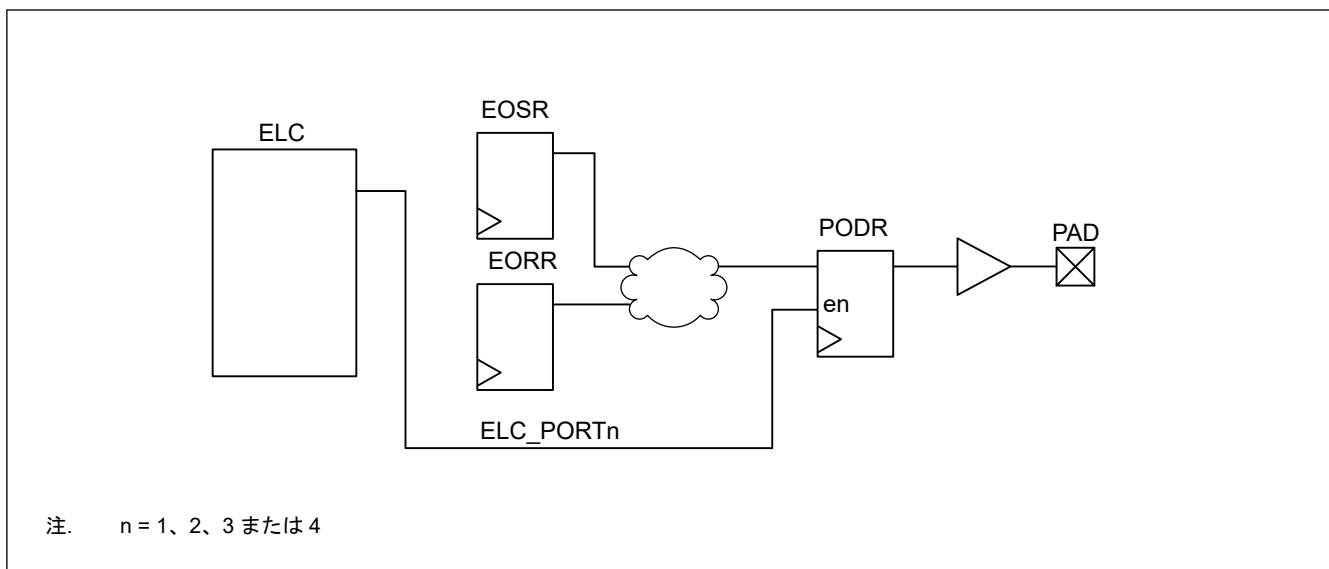 ELC
EOSR
EORR
PODR
en
PAD
ELC_PORTn
注. n = 1、2、3 または 4